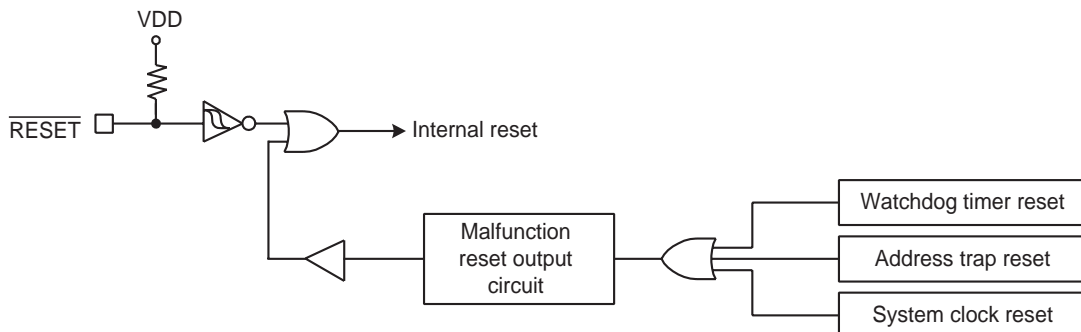 VDD
RESET
Internal reset
Watchdog timer reset
Malfunction
reset output
circuit
Address trap reset
System clock reset